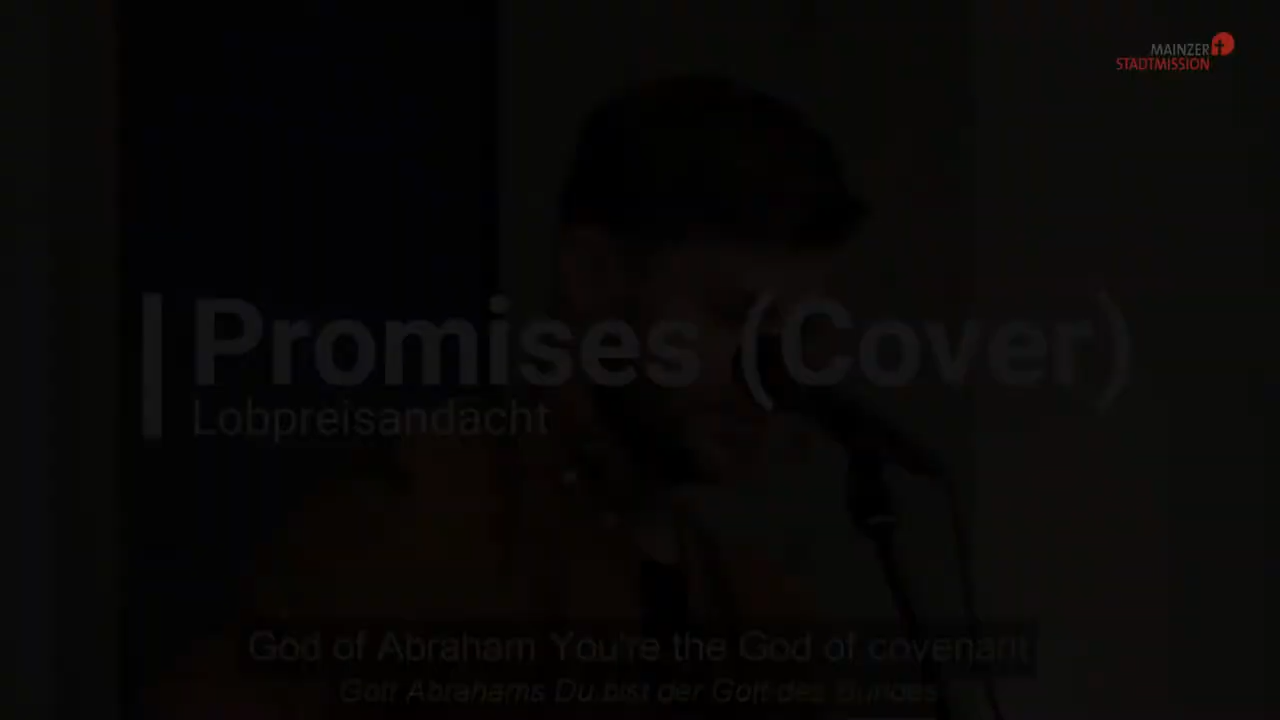 MAINZER
STADTMISSION
Promises (Cover)
Lobpreisandacht
God of Abraham You're the God of covenant
Gott Abrahams Du bist der Gott des Bundes